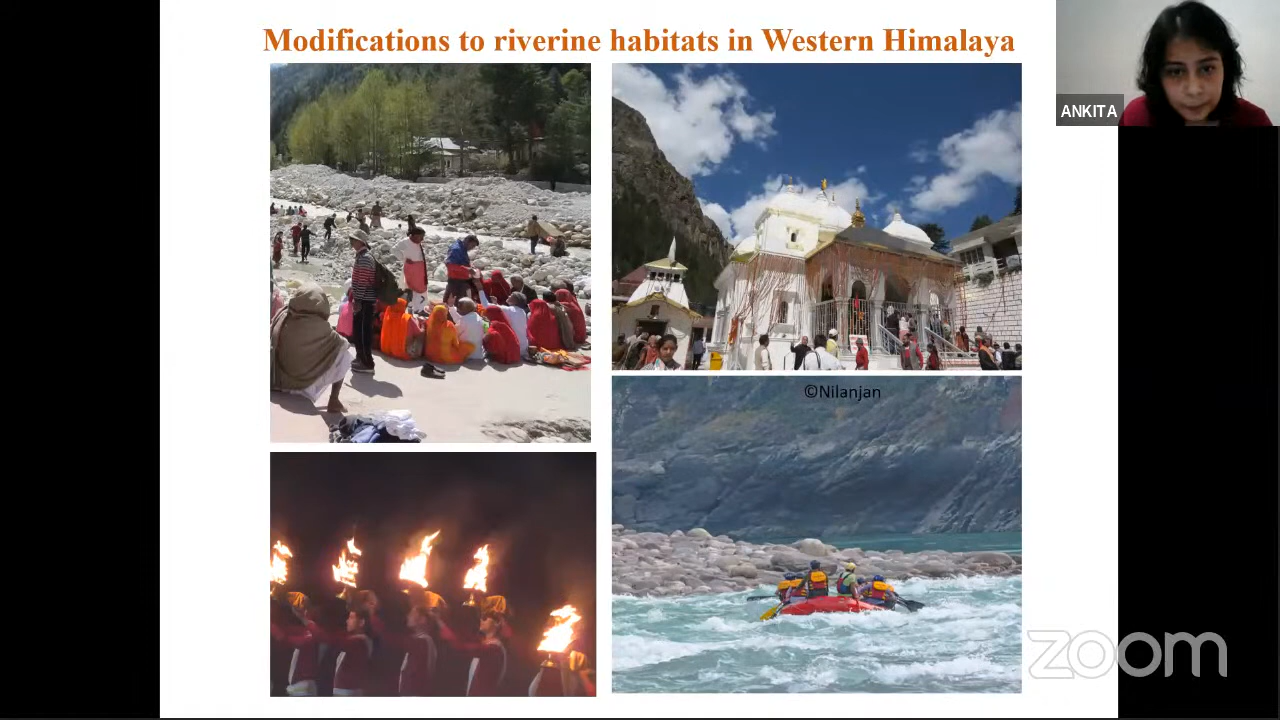 Modifications to riverine habitats in Western Himalaya
ANKITA
©Nilanjan
zoom